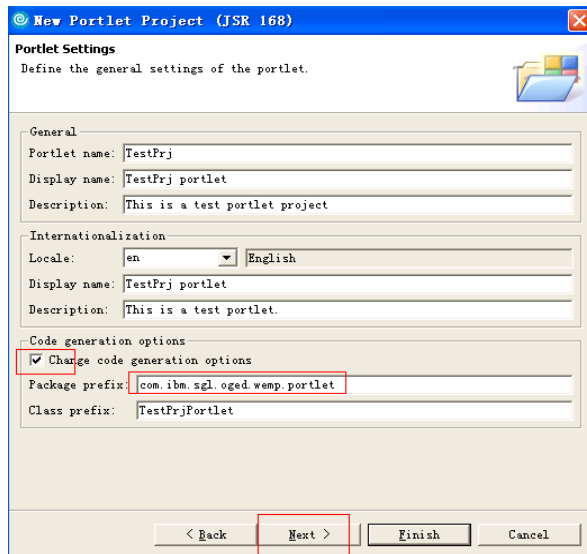 New Portlet Project (JSR 168)
Portlet Settings
Define the general settings of the portlet.
General
Portlet name: TestPrj
Display name: TestPrj portlet
Description: This is a test portlet project
Internationalization
Locale: en English
Display name: TestPrj portlet
Description: This is a test portlet.
Code generation options
Change code generation options
Package prefix: com.ibm.sgl.oged.wemp.portlet
Class prefix: TestPrjPortlet
< Back Next > Finish Cancel